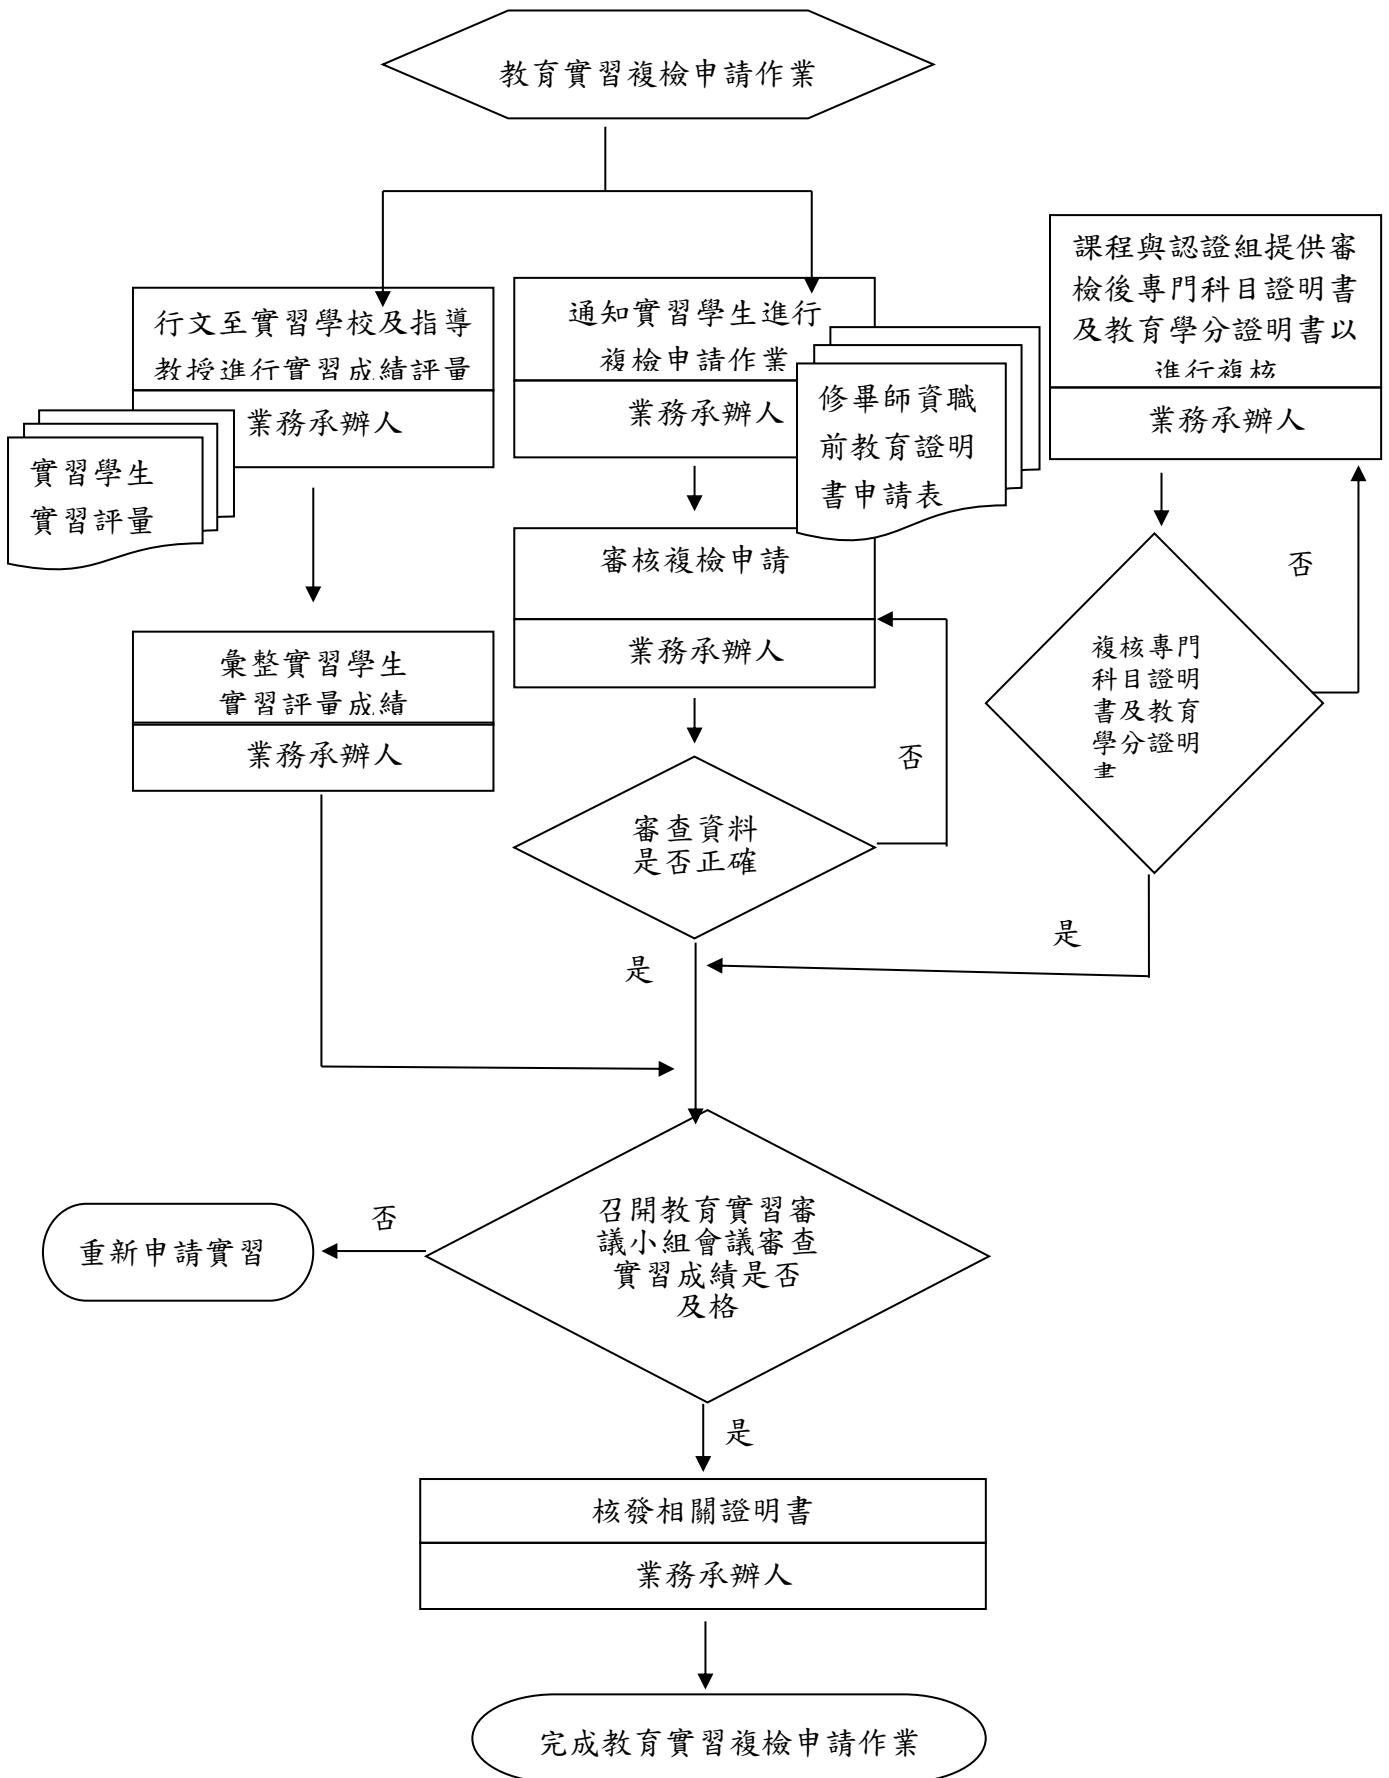 教育實習複檢申請作業
行文至實習學校及指導
教授進行實習成績評量
業務承辦人
實習學生
實習評量
通知實習學生進行
複檢申請作業
業務承辦人
修畢師資職
前教育證明
書申請表
課程與認證組提供審
檢後專門科目證明書
及教育學分證明書以
進行複核
業務承辦人
審核複檢申請
業務承辦人
否
複核專門
科目證明
書及教育
學分證明
書
彙整實習學生
實習評量成績
業務承辦人
否
審查資料
是否正確
是
是
召開教育實習審
議小組會議審查
實習成績是否
及格
否
重新申請實習
是
核發相關證明書
業務承辦人
完成教育實習複檢申請作業